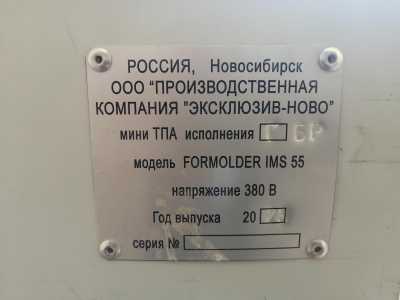 РОССИЯ, Новосибирск
ООО "ПРОИЗВОДСТВЕННАЯ
КОМПАНИЯ "ЭКСКЛЮЗИВ-НОВО"
мини ТПА исполнения
модель FORMOLDER IMS 55
напряжение 380 В
Год выпуска 20
серия №